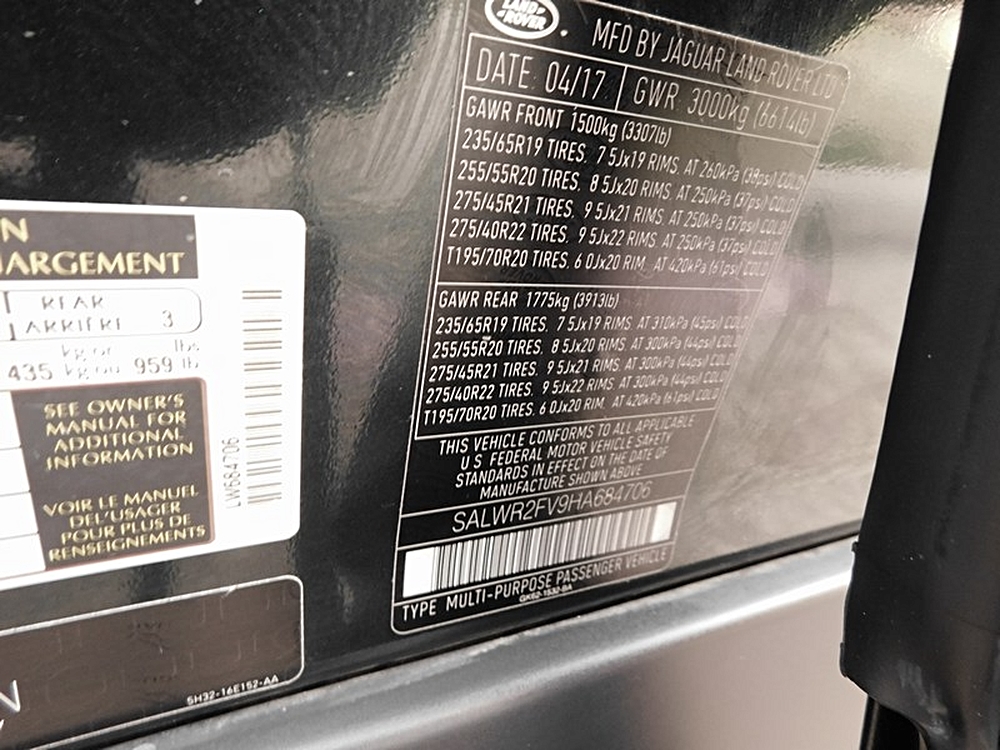 N
HARGEMENT
REAR
ARRIÈRE 3
kg or lbs
435 kg ou 959 lb
SEE OWNER'S
MANUAL FOR
ADDITIONAL
INFORMATION
VOIR LE MANUEL
DEL'USAGER
POUR PLUS DE
RENSEIGNEMENTS
LW684706
5H32-16E152-AA
LAND
ROVER
MFD BY JAGUAR LAND-ROVER LTD
DATE 04/17 GWR 3000kg (6614lb)
GAWR FRONT 1500kg (3307lb)
235/65R19 TIRES. 7 5Jx19 RIMS. AT 260kPa (38psi) COLD
255/55R20 TIRES. 8 5Jx20 RIMS. AT 250kPa (37psi) COLD
275/45R21 TIRES. 9 5Jx21 RIMS. AT 250kPa (37psi) COLD
275/40R22 TIRES. 9 5Jx22 RIMS. AT 250kPa (37psi) COLD
T195/70R20 TIRES. 6 0Jx20 RIM. AT 420kPa (61psi) COLD
GAWR REAR 1775kg (3913lb)
235/65R19 TIRES. 7 5Jx19 RIMS AT 310kPa (45psi) COLD
255/55R20 TIRES. 8 5Jx20 RIMS. AT 300kPa (44psi) COLD
275/45R21 TIRES. 9 5Jx21 RIMS. AT 300kPa (44psi) COLD
275/40R22 TIRES. 9 5Jx22 RIMS. AT 300kPa (44psi) COLD
T195/70R20 TIRES. 6 0Jx20 RIM. AT 420kPa (61psi) COLD
THIS VEHICLE CONFORMS TO ALL APPLICABLE
U S FEDERAL MOTOR VEHICLE SAFETY
STANDARDS IN EFFECT ON THE DATE OF
MANUFACTURE SHOWN ABOVE
SALWR2FV9HA684706
TYPE MULTI-PURPOSE PASSENGER VEHICLE
GK62-1532-BA